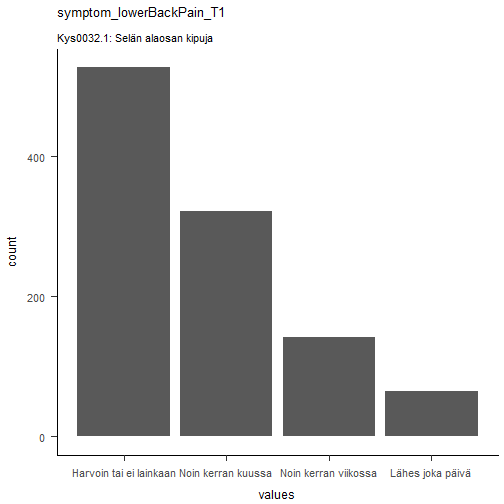 symptom_lowerBackPain_T1
Kys0032.1: Selän alaosan kipuja
count
400
200
0
Harvoin tai ei lainkaan Noin kerran kuussa Noin kerran viikossa Lähes joka päivä
values